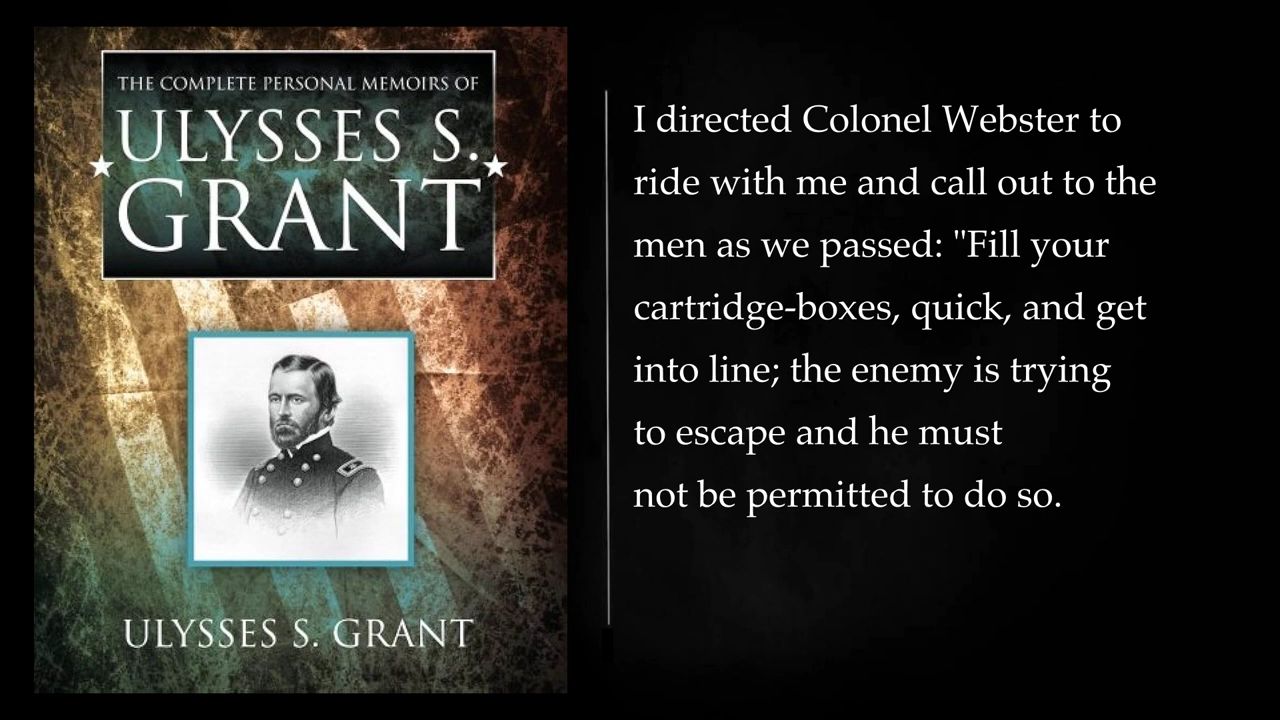 THE COMPLETE PERSONAL MEMOIRS OF
ULYSSES S.
GRANT
ULYSSES S. GRANT
I directed Colonel Webster to
ride with me and call out to the
men as we passed: "Fill your
cartridge-boxes, quick, and get
into line; the enemy is trying
to escape and he must
not be permitted to do so.